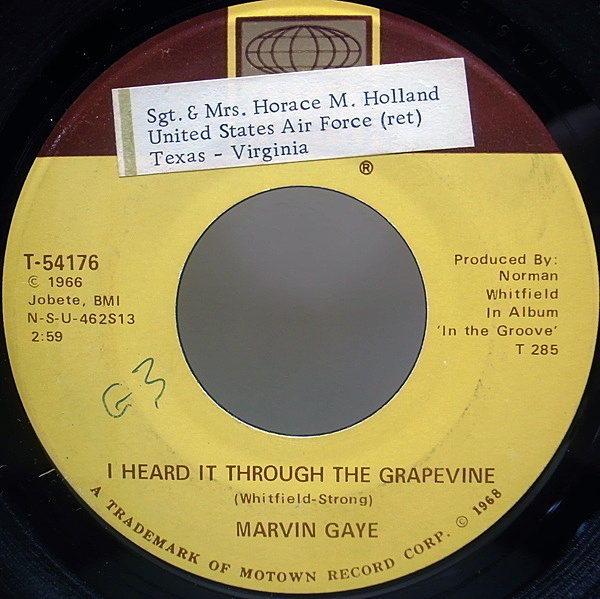 Sgt. & Mrs. Horace M. Holland
United States Air Force (ret)
Texas - Virginia
®
T-54176
© 1966
Jobete, BMI
N-S-U-462S13
2:59
Produced By:
Norman
Whitfield
In Album
'In the Groove'
T 285
G3
I HEARD IT THROUGH THE GRAPEVINE
(Whitfield-Strong)
MARVIN GAYE
A TRADEMARK OF MOTOWN RECORD CORP. © 1968